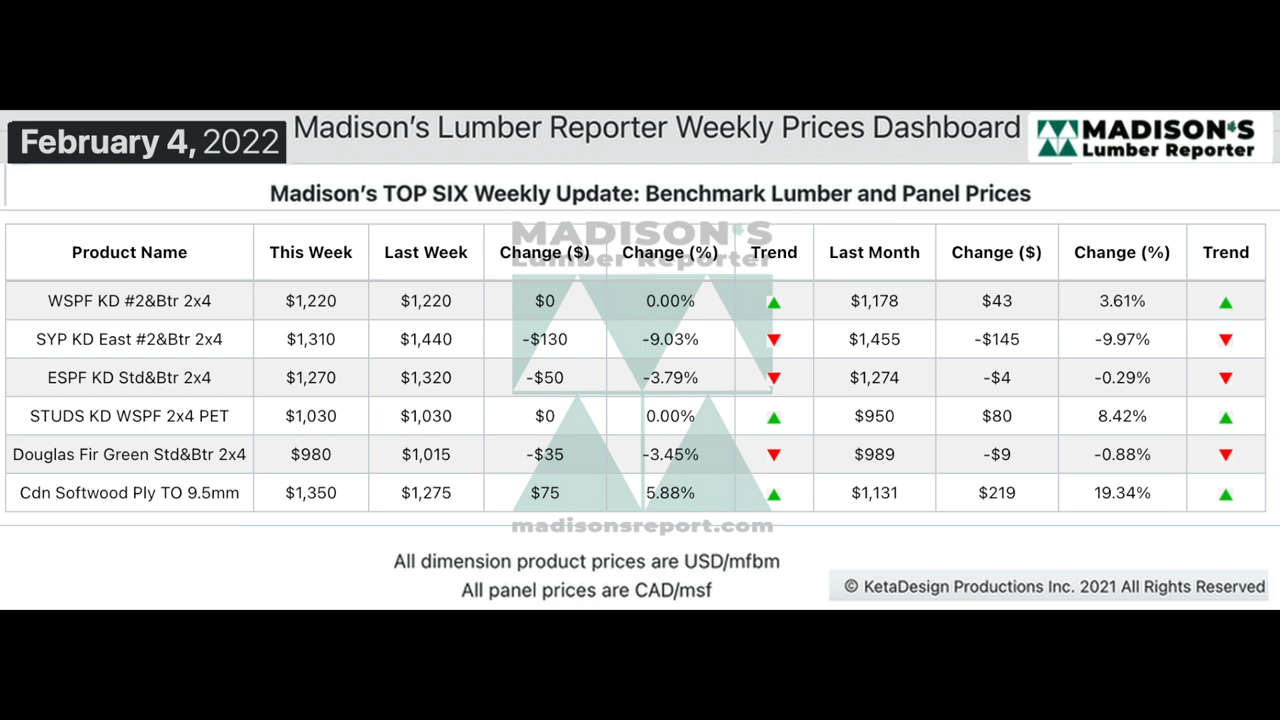 February 4, 2022
Madison's Lumber Reporter Weekly Prices Dashboard
MADISON'S
Lumber Reporter
Madison's TOP SIX Weekly Update: Benchmark Lumber and Panel Prices
MADISON'S
Lumber Reporter
Product Name This Week Last Week Change ($) Change (%) Trend Last Month Change ($) Change (%) Trend
WSPF KD #2&Btr 2x4 $1,220 $1,220 $0 0.00% $1,178 $43 3.61%
SYP KD East #2&Btr 2x4 $1,310 $1,440 -$130 -9.03% $1,455 -$145 -9.97%
ESPF KD Std&Btr 2x4 $1,270 $1,320 -$50 -3.79% $1,274 -$4 -0.29%
STUDS KD WSPF 2x4 PET $1,030 $1,030 $0 0.00% $950 $80 8.42%
Douglas Fir Green Std&Btr 2x4 $980 $1,015 -$35 -3.45% $989 -$9 -0.88%
Cdn Softwood Ply TO 9.5mm $1,350 $1,275 $75 5.88% $1,131 $219 19.34%
madisonsreport.com
All dimension product prices are USD/mfbm
All panel prices are CAD/msf
© KetaDesign Productions Inc. 2021 All Rights Reserved